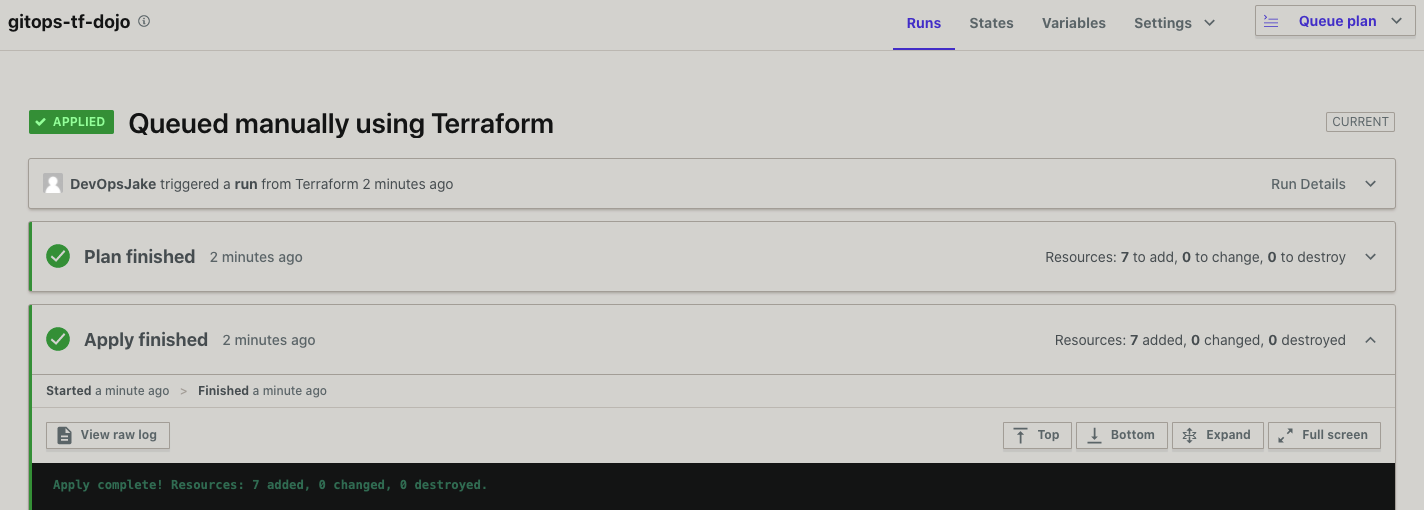 gitops-tf-dojo
Runs States Variables Settings Queue plan
APPLIED Queued manually using Terraform CURRENT
DevOpsJake triggered a run from Terraform 2 minutes ago Run Details
Plan finished 2 minutes ago Resources: 7 to add, 0 to change, 0 to destroy
Apply finished 2 minutes ago Resources: 7 added, 0 changed, 0 destroyed
Started a minute ago > Finished a minute ago
View raw log Top Bottom Expand Full screen
Apply complete! Resources: 7 added, 0 changed, 0 destroyed.